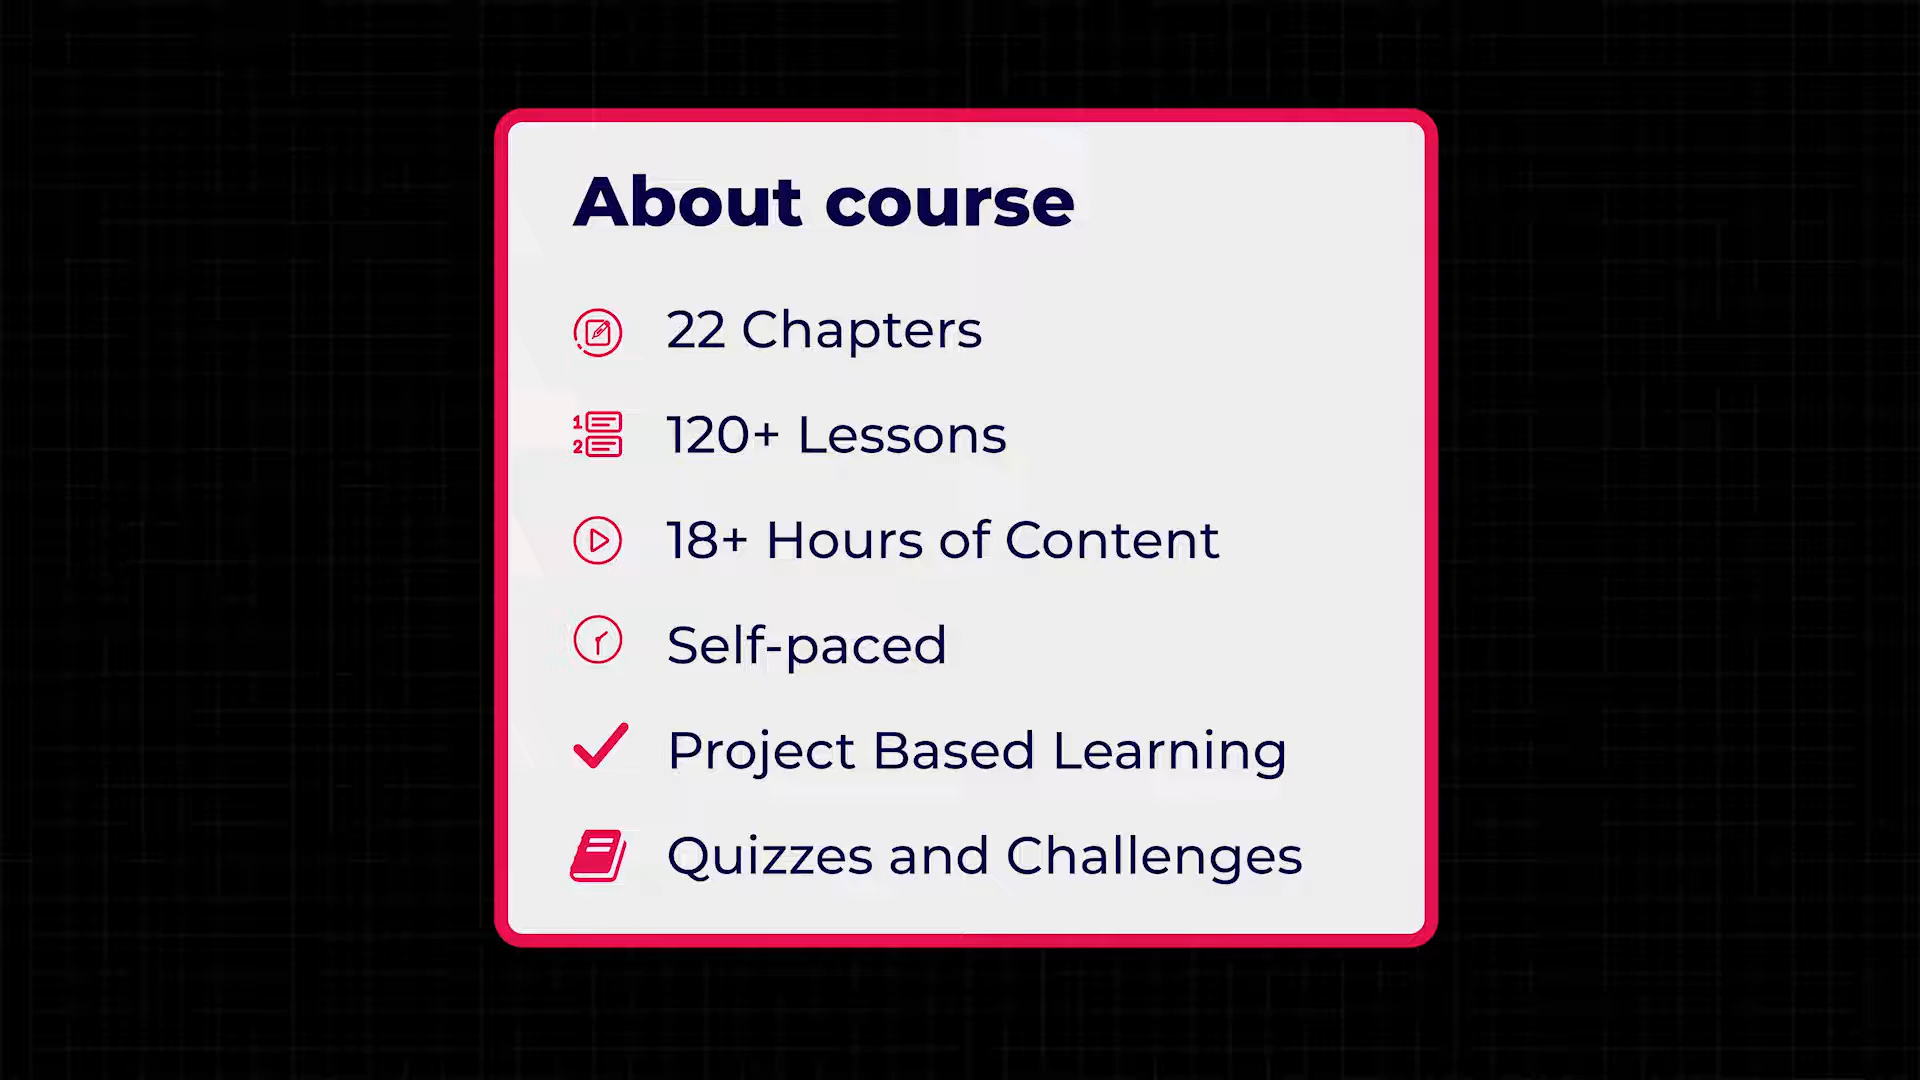 About course
22 Chapters
120+ Lessons
18+ Hours of Content
Self-paced
Project Based Learning
Quizzes and Challenges